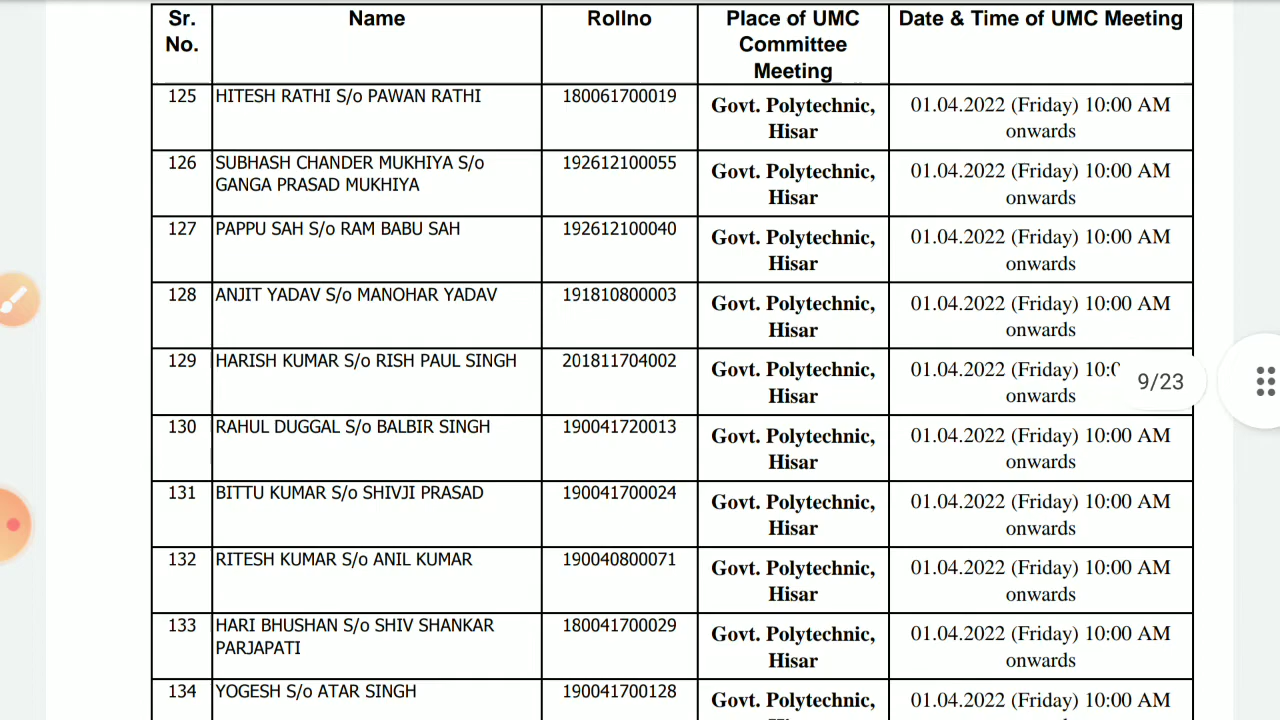 Sr. No. Name Rollno Place of UMC Committee Meeting Date & Time of UMC Meeting
125 HITESH RATHI S/o PAWAN RATHI 180061700019 Govt. Polytechnic, Hisar 01.04.2022 (Friday) 10:00 AM onwards
126 SUBHASH CHANDER MUKHIYA S/o GANGA PRASAD MUKHIYA 192612100055 Govt. Polytechnic, Hisar 01.04.2022 (Friday) 10:00 AM onwards
127 PAPPU SAH S/o RAM BABU SAH 192612100040 Govt. Polytechnic, Hisar 01.04.2022 (Friday) 10:00 AM onwards
128 ANJIT YADAV S/o MANOHAR YADAV 191810800003 Govt. Polytechnic, Hisar 01.04.2022 (Friday) 10:00 AM onwards
129 HARISH KUMAR S/o RISH PAUL SINGH 201811704002 Govt. Polytechnic, Hisar 01.04.2022 (Friday) onwards
9/23
130 RAHUL DUGGAL S/o BALBIR SINGH 190041720013 Govt. Polytechnic, Hisar 01.04.2022 (Friday) 10:00 AM onwards
131 BITTU KUMAR S/o SHIVJI PRASAD 190041700024 Govt. Polytechnic, Hisar 01.04.2022 (Friday) 10:00 AM onwards
132 RITESH KUMAR S/o ANIL KUMAR 190040800071 Govt. Polytechnic, Hisar 01.04.2022 (Friday) 10:00 AM onwards
133 HARI BHUSHAN S/o SHIV SHANKAR PARJAPATI 180041700029 Govt. Polytechnic, Hisar 01.04.2022 (Friday) 10:00 AM onwards
134 YOGESH S/o ATAR SINGH 190041700128 Govt. Polytechnic, 01.04.2022 (Friday) 10:00 AM